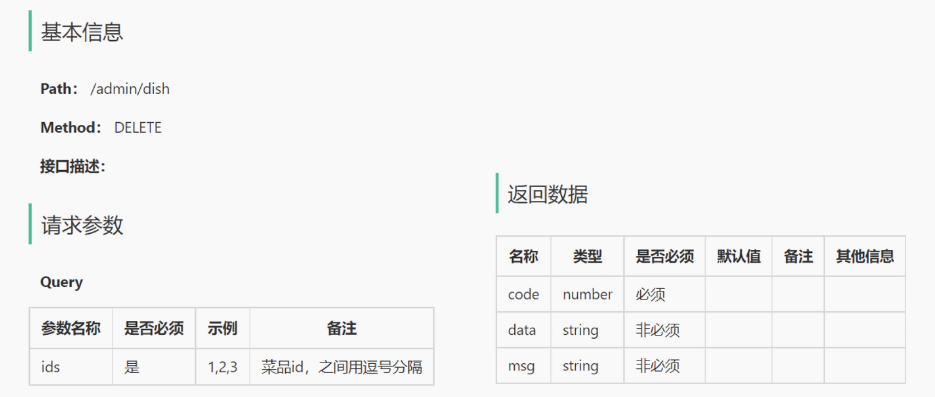 基本信息
Path： /admin/dish
Method： DELETE
接口描述：
请求参数
Query
参数名称 是否必须 示例 备注
ids 是 1,2,3 菜品id，之间用逗号分隔
返回数据
名称 类型 是否必须 默认值 备注 其他信息
code number 必须
data string 非必须
msg string 非必须